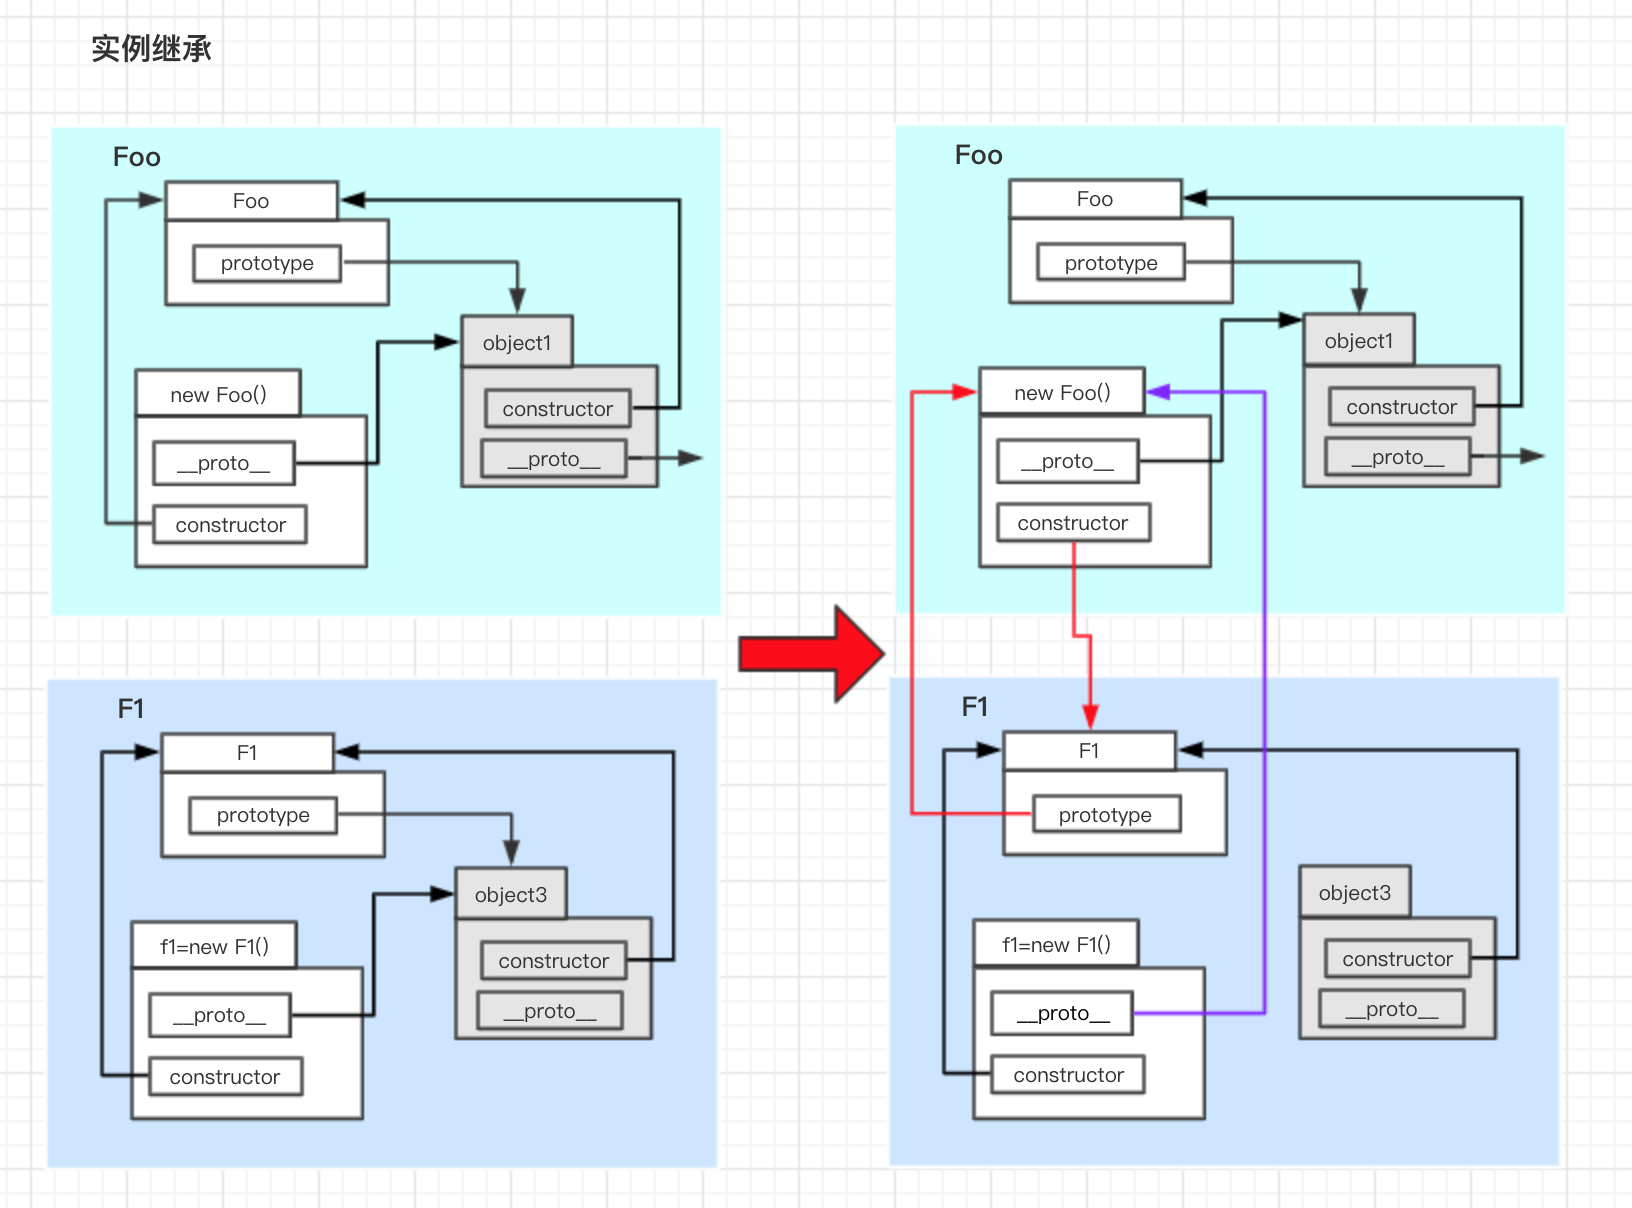 实例继承
Foo
Foo
prototype
object1
constructor
__proto__
new Foo()
__proto__
constructor
F1
F1
prototype
object3
constructor
__proto__
f1=new F1()
__proto__
constructor
Foo
Foo
prototype
object1
constructor
__proto__
new Foo()
__proto__
constructor
F1
F1
prototype
object3
constructor
__proto__
f1=new F1()
__proto__
constructor